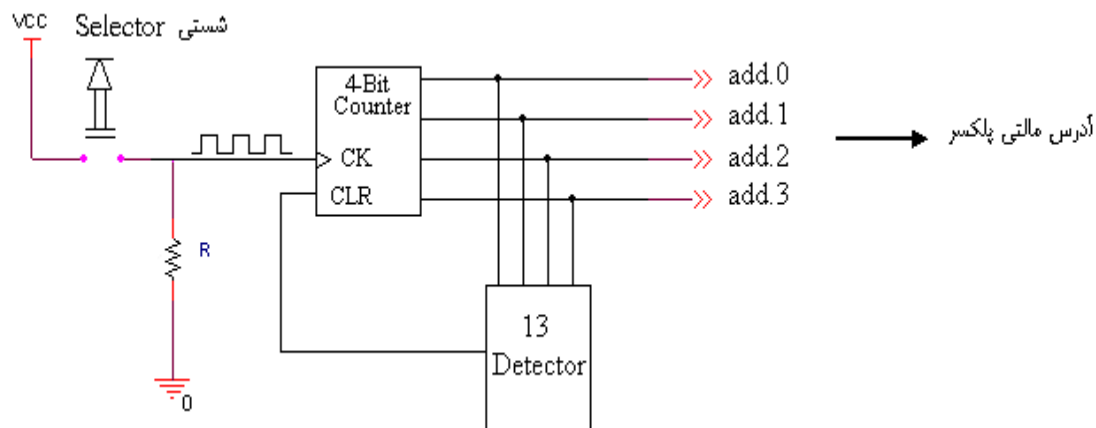 VCC
شستی Selector
4-Bit
Counter
CK
CLR
add.0
add.1
add.2
add.3
آدرس مالتی پلکسر
R
0
13
Detector